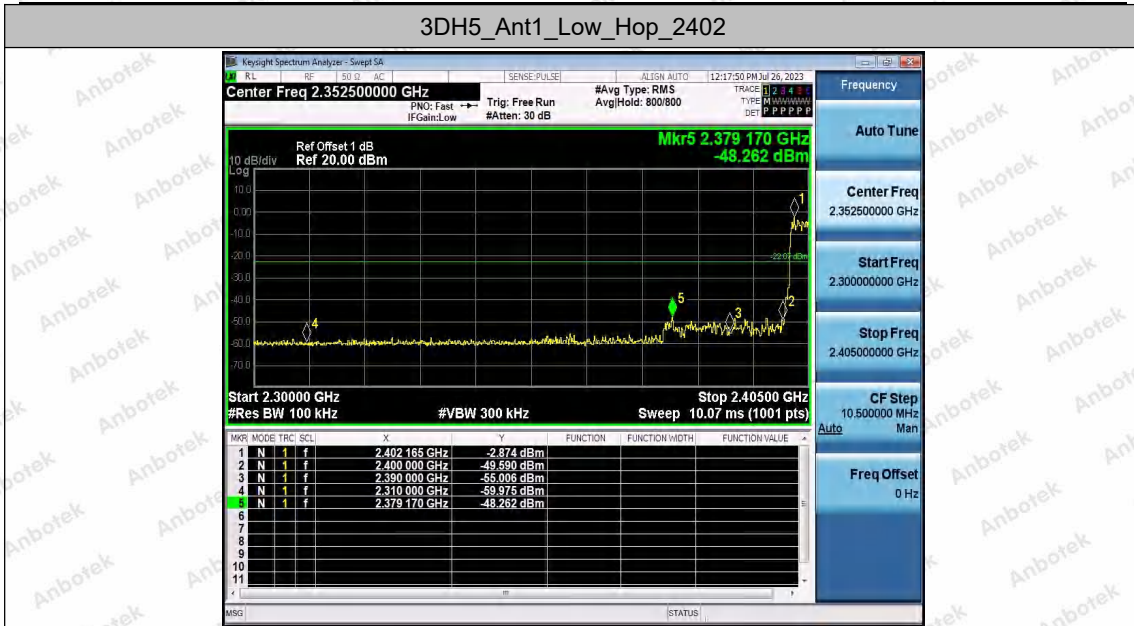 3DH5_Ant1_Low_Hop_2402
Keysight Spectrum Analyzer - Swept SA
RL RF 50 Ω AC SENSE:PULSE ALIGN AUTO 12:17:50 PM Jul 26, 2023
Center Freq 2.352500000 GHz
PNO: Fast
IFGain:Low
Trig: Free Run
#Atten: 30 dB
#Avg Type: RMS
Avg|Hold: 800/800
TRACE 1 2 3 4 5 6
TYPE M WWWWW
DET P P P P P P
Ref Offset 1 dB
10 dB/div Ref 20.00 dBm
Log
Mkr5 2.379 170 GHz
-48.262 dBm
10.0
0.00
-10.0
-20.0
-30.0
-40.0
-50.0
-60.0
-70.0
-22.07 dBm
1
2
3
4
5
Start 2.30000 GHz Stop 2.40500 GHz
#Res BW 100 kHz #VBW 300 kHz Sweep 10.07 ms (1001 pts)
MKR MODE TRC SCL X Y FUNCTION FUNCTION WIDTH FUNCTION VALUE
1 N 1 f 2.402 165 GHz -2.874 dBm
2 N 1 f 2.400 000 GHz -49.590 dBm
3 N 1 f 2.390 000 GHz -55.006 dBm
4 N 1 f 2.310 000 GHz -59.975 dBm
5 N 1 f 2.379 170 GHz -48.262 dBm
6
7
8
9
10
11
MSG STATUS
Frequency
Auto Tune
Center Freq
2.352500000 GHz
Start Freq
2.300000000 GHz
Stop Freq
2.405000000 GHz
CF Step
10.500000 MHz
Auto Man
Freq Offset
0 Hz
Anbotek